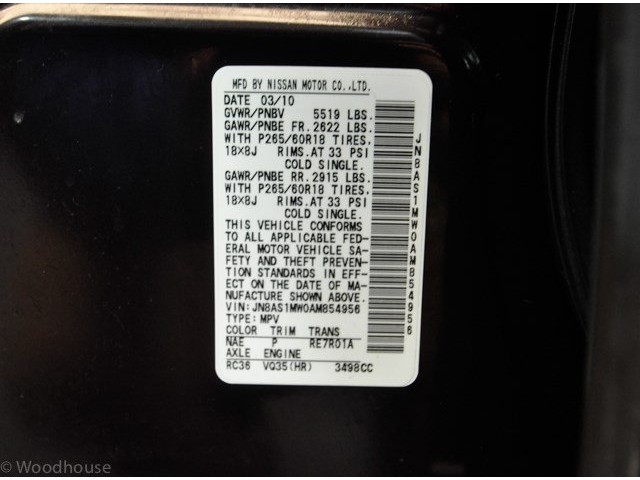 MFD BY NISSAN MOTOR CO.,LTD.
DATE 03/10
GVWR/PNBV 5519 LBS.
GAWR/PNBE FR.2622 LBS.
WITH P265/60R18 TIRES,
18×8J RIMS.AT 33 PSI
COLD SINGLE.
GAWR/PNBE RR.2915 LBS.
WITH P265/60R18 TIRES,
18×8J RIMS.AT 33 PSI
COLD SINGLE.
THIS VEHICLE CONFORMS
TO ALL APPLICABLE FED-
ERAL MOTOR VEHICLE SA-
FETY AND THEFT PREVEN-
TION STANDARDS IN EFF-
ECT ON THE DATE OF MA-
NUFACTURE SHOWN ABOVE.
VIN: JN8AS1MW0AM854956
TYPE: MPV
COLOR TRIM TRANS
NAE P RE7R01A
AXLE ENGINE
RC36 VQ35(HR) 3498CC
JN8AS1MW0AM854956
© Woodhouse